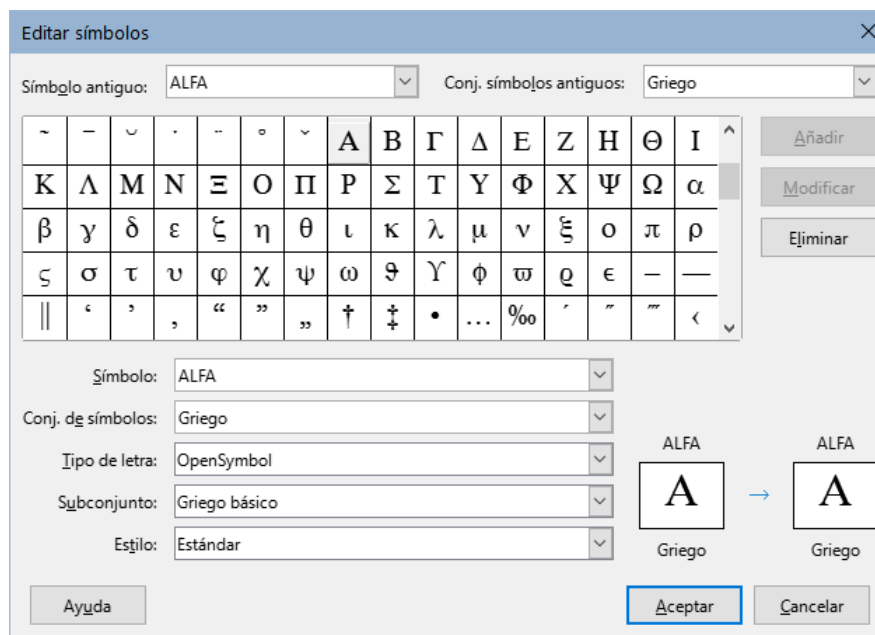 Editar símbolos
Símbolo antiguo: ALFA Conj. símbolos antiguos: Griego
~ ¯ ˘ ˙ ¨ ° ˇ Α Β Γ Δ Ε Ζ Η Θ Ι
Κ Λ Μ Ν Ξ Ο Π Ρ Σ Τ Υ Φ Χ Ψ Ω α
β γ δ ε ζ η θ ι κ λ μ ν ξ ο π ρ
ς σ τ υ φ χ ψ ω ϑ ϒ ϕ ϖ ϱ ϵ – —
‖ ‘ ’ ‚ “ ” „ † ‡ • … ‰ ′ ″ ‴ ‹
Añadir
Modificar
Eliminar
Símbolo: ALFA
Conj. de símbolos: Griego
Tipo de letra: OpenSymbol
Subconjunto: Griego básico
Estilo: Estándar
ALFA ALFA
Α → Α
Griego Griego
Ayuda Aceptar Cancelar